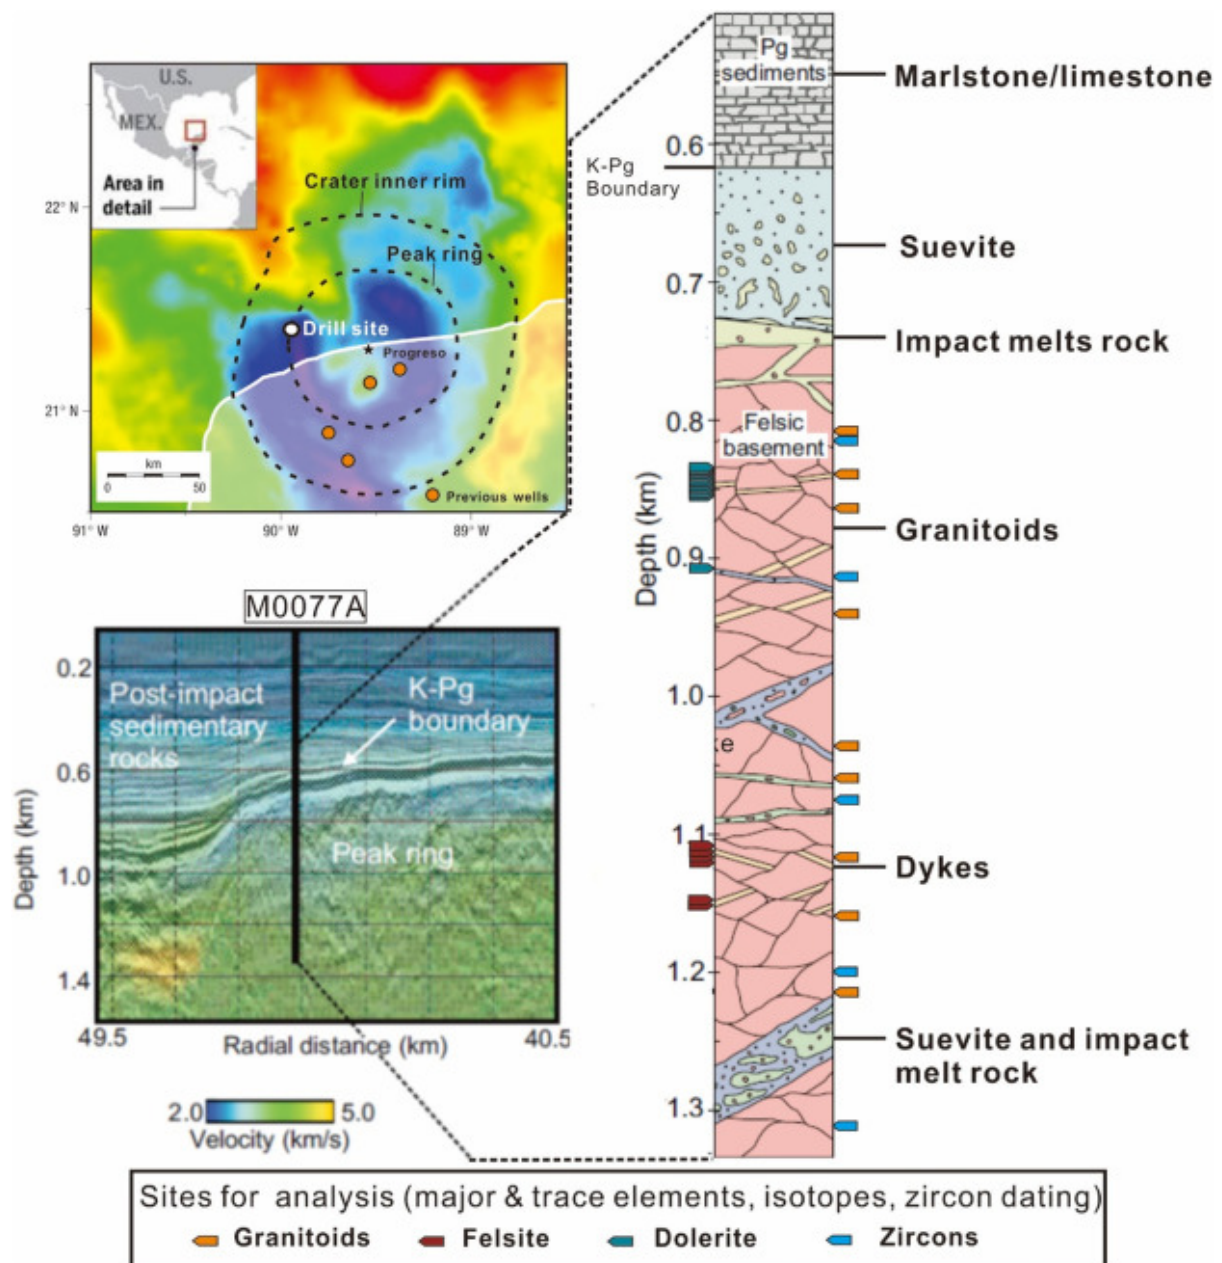 U.S.
MEX.
Area in
detail
Crater inner rim
Peak ring
Drill site
Progreso
Previous wells
22° N
21° N
km
0 50
91° W
90° W
89° W
M0077A
Post-impact
sedimentary
rocks
K-Pg
boundary
Peak ring
Depth (km)
0.2
0.6
1.0
1.4
49.5
Radial distance (km)
40.5
2.0
5.0
Velocity (km/s)
Pg
sediments
Marlstone/limestone
K-Pg
Boundary
Suevite
Impact melts rock
Felsic
basement
Granitoids
Dykes
Suevite and impact
melt rock
Depth (km)
0.6
0.7
0.8
0.9
1.0
ke
1.1
1.2
1.3
Sites for analysis (major & trace elements, isotopes, zircon dating)
Granitoids Felsite Dolerite Zircons